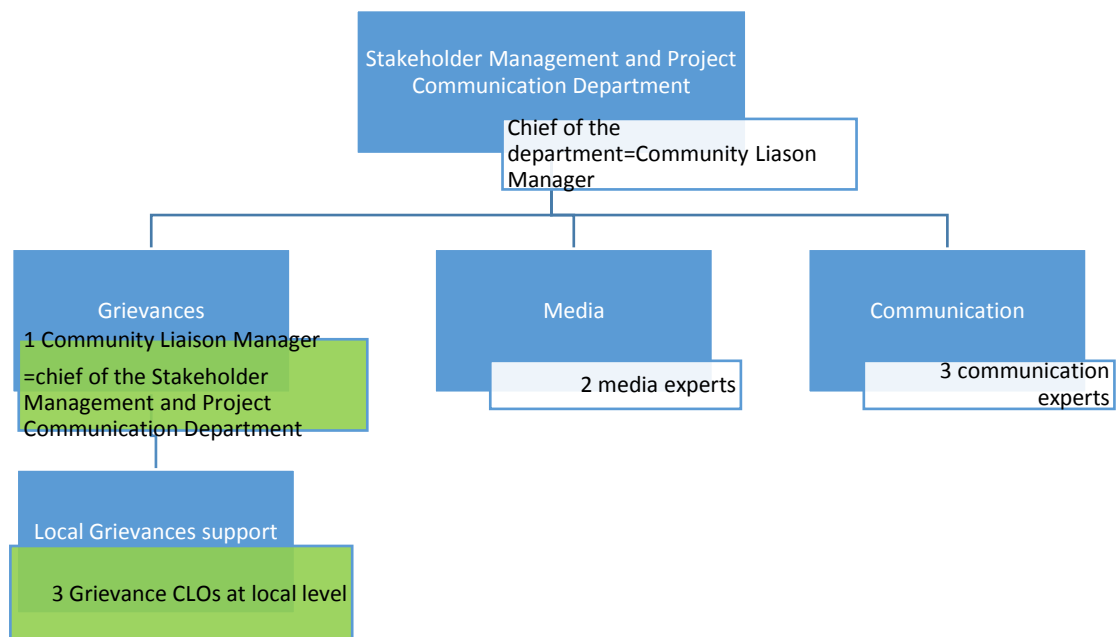 Stakeholder Management and Project
Communication Department
Chief of the
department=Community Liason
Manager
Grievances
1 Community Liaison Manager
=chief of the Stakeholder
Management and Project
Communication Department
Media
2 media experts
Communication
3 communication
experts
Local Grievances support
3 Grievance CLOs at local level